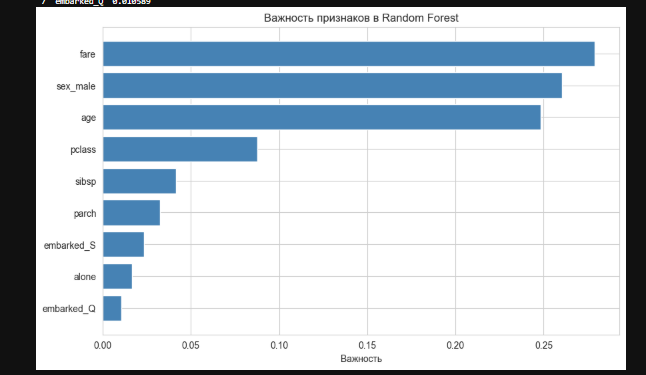 7 embarked_Q 0.010589
Важность признаков в Random Forest
fare
sex_male
age
pclass
sibsp
parch
embarked_S
alone
embarked_Q
0.00 0.05 0.10 0.15 0.20 0.25
Важность